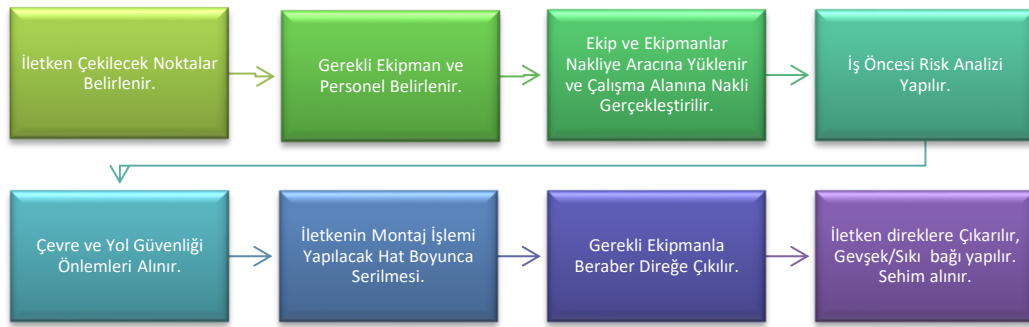 İletken Çekilecek Noktalar
Belirlenir.
Gerekli Ekipman ve
Personel Belirlenir.
Ekip ve Ekipmanlar
Nakliye Aracına Yüklenir
ve Çalışma Alanına Nakli
Gerçekleştirilir.
İş Öncesi Risk Analizi
Yapılır.
Çevre ve Yol Güvenliği
Önlemleri Alınır.
İletkenin Montaj İşlemi
Yapılacak Hat Boyunca
Serilmesi.
Gerekli Ekipmanla
Beraber Direğe Çıkılır.
İletken direklere Çıkarılır,
Gevşek/Sıkı bağı yapılır.
Sehim alınır.